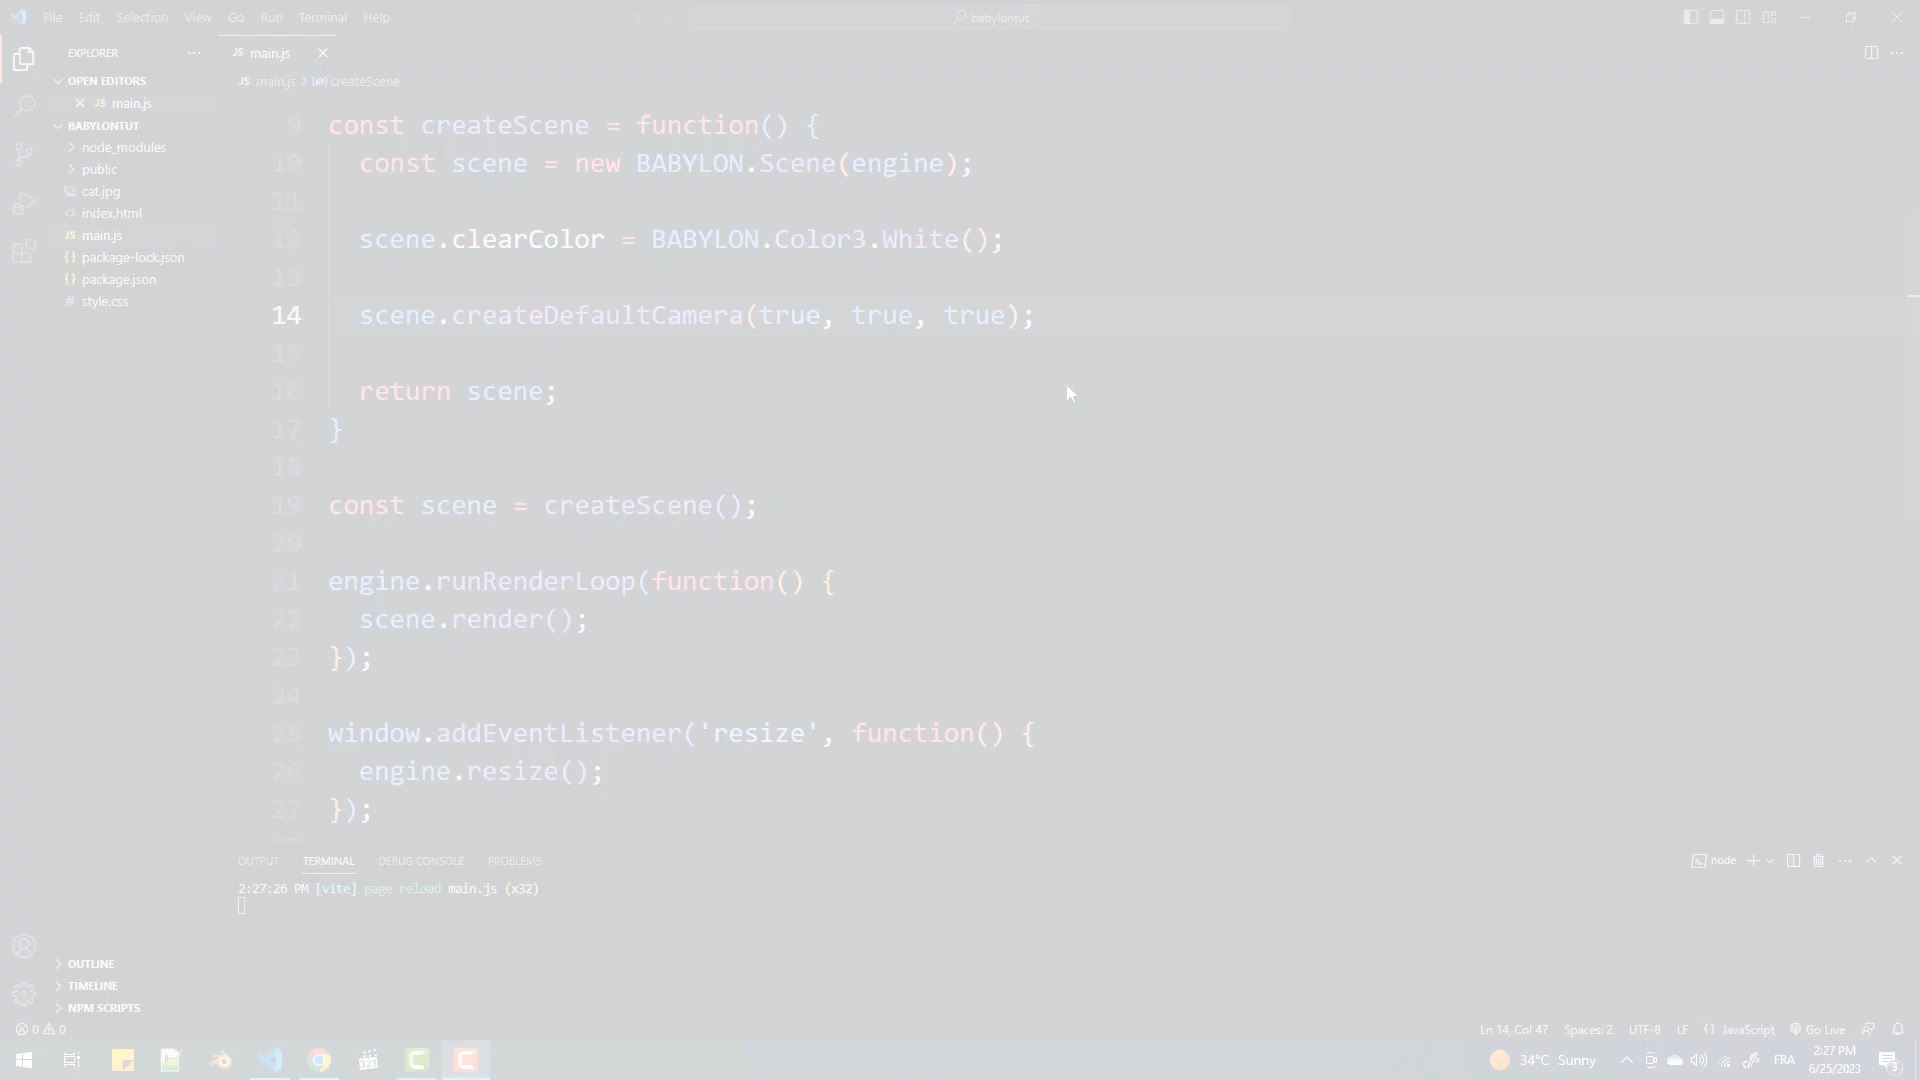 File Edit Selection View Go Run Terminal Help
babylontut
EXPLORER
OPEN EDITORS
JS main.js
BABYLONTUT
node_modules
public
cat.jpg
index.html
JS main.js
package-lock.json
package.json
# style.css
OUTLINE
TIMELINE
NPM SCRIPTS
JS main.js
JS main.js > createScene
9 const createScene = function() {
10 const scene = new BABYLON.Scene(engine);
11
12 scene.clearColor = BABYLON.Color3.White();
13
14 scene.createDefaultCamera(true, true, true);
15
16 return scene;
17 }
18
19 const scene = createScene();
20
21 engine.runRenderLoop(function() {
22 scene.render();
23 });
24
25 window.addEventListener('resize', function() {
26 engine.resize();
27 });
OUTPUT TERMINAL DEBUG CONSOLE PROBLEMS
node
2:27:26 PM [vite] page reload main.js (x32)
0 0
Ln 14, Col 47 Spaces: 2 UTF-8 LF {} JavaScript Go Live
34°C Sunny
FRA
2:27 PM
6/25/2023
3